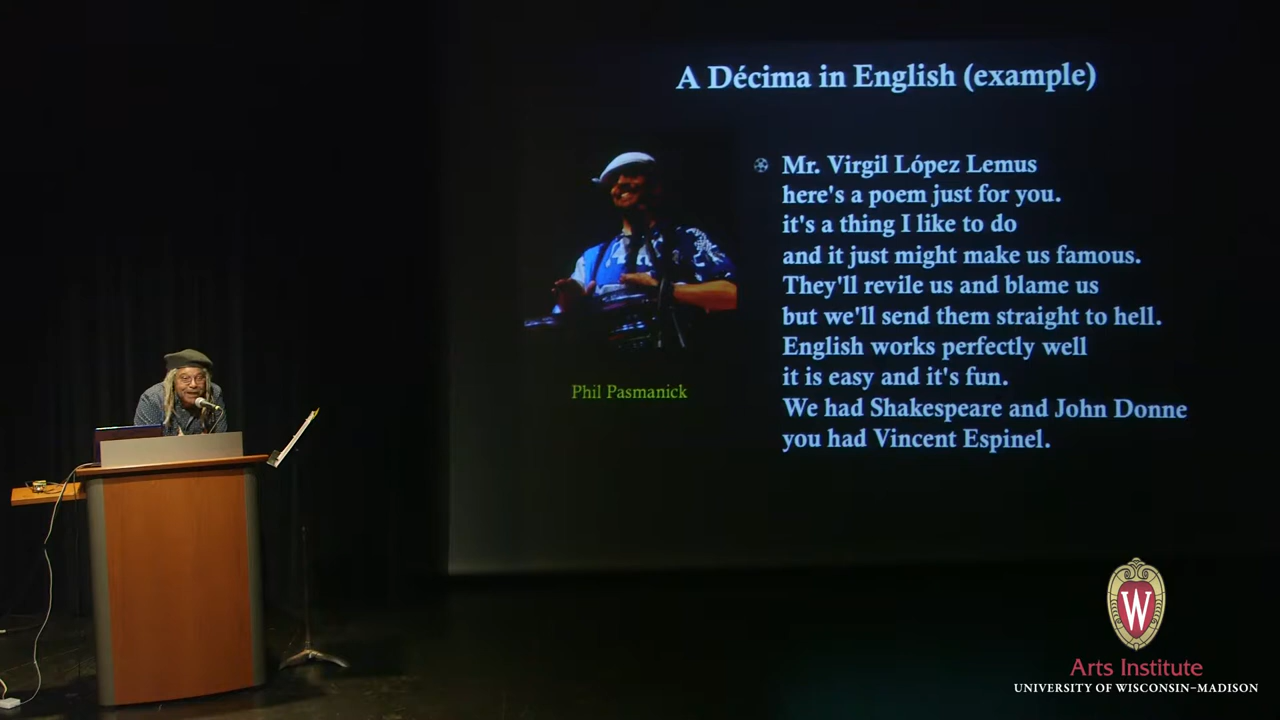 A Décima in English (example)
Mr. Virgil López Lemus
here's a poem just for you.
it's a thing I like to do
and it just might make us famous.
They'll revile us and blame us
but we'll send them straight to hell.
English works perfectly well
it is easy and it's fun.
We had Shakespeare and John Donne
you had Vincent Espinel.
Phil Pasmanick
W
Arts Institute
UNIVERSITY OF WISCONSIN–MADISON